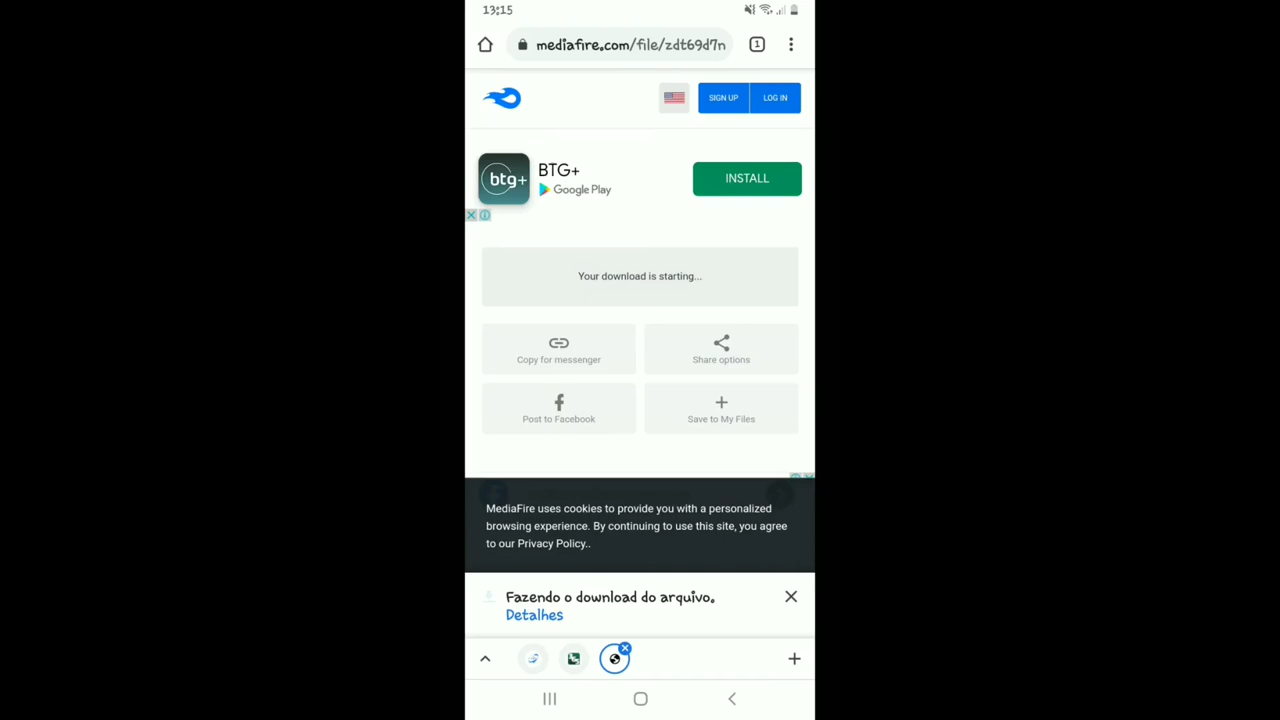 13:15
mediafire.com/file/zdt69d7n
1
SIGN UP
LOG IN
btg+
BTG+
Google Play
INSTALL
Your download is starting...
Copy for messenger
Share options
Post to Facebook
Save to My Files
MediaFire uses cookies to provide you with a personalized
browsing experience. By continuing to use this site, you agree
to our Privacy Policy..
Fazendo o download do arquivo.
Detalhes